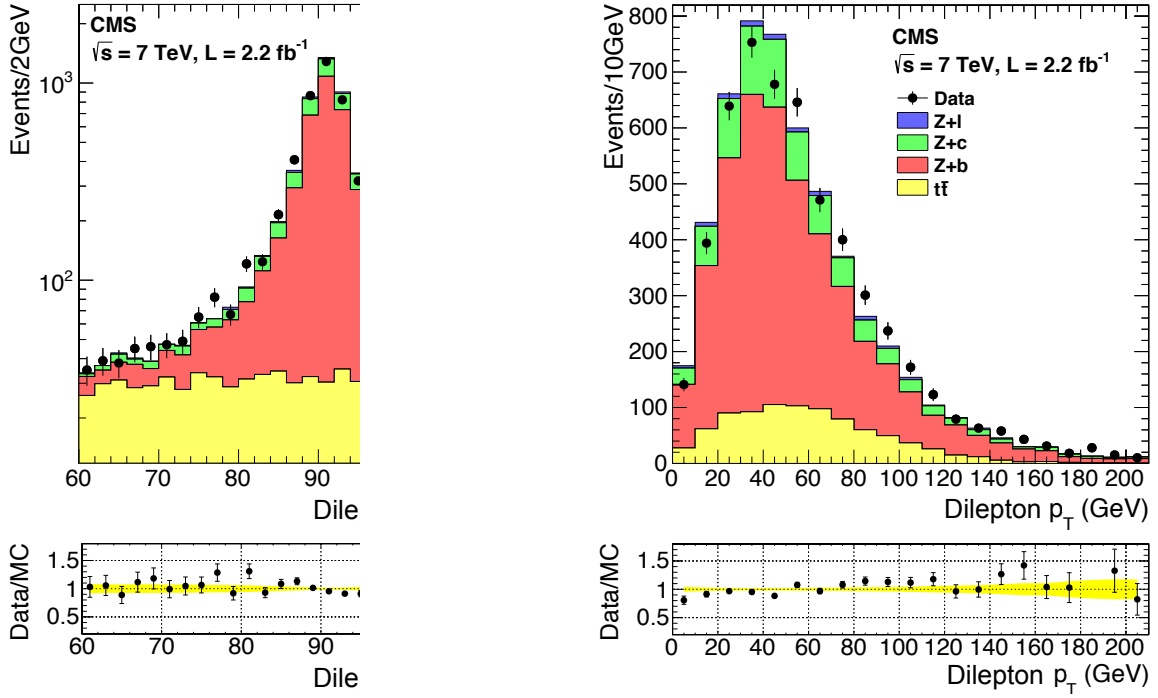 CMS
√s = 7 TeV, L = 2.2 fb⁻¹
Events/2GeV
10³
10²
60 70 80 90
Dile
Data/MC
1.5
1
0.5
60 70 80 90
Dile
CMS
√s = 7 TeV, L = 2.2 fb⁻¹
Data
Z+l
Z+c
Z+b
tt̄
Events/10GeV
800
700
600
500
400
300
200
100
0
0 20 40 60 80 100 120 140 160 180 200
Dilepton p_T (GeV)
Data/MC
1.5
1
0.5
0 20 40 60 80 100 120 140 160 180 200
Dilepton p_T (GeV)